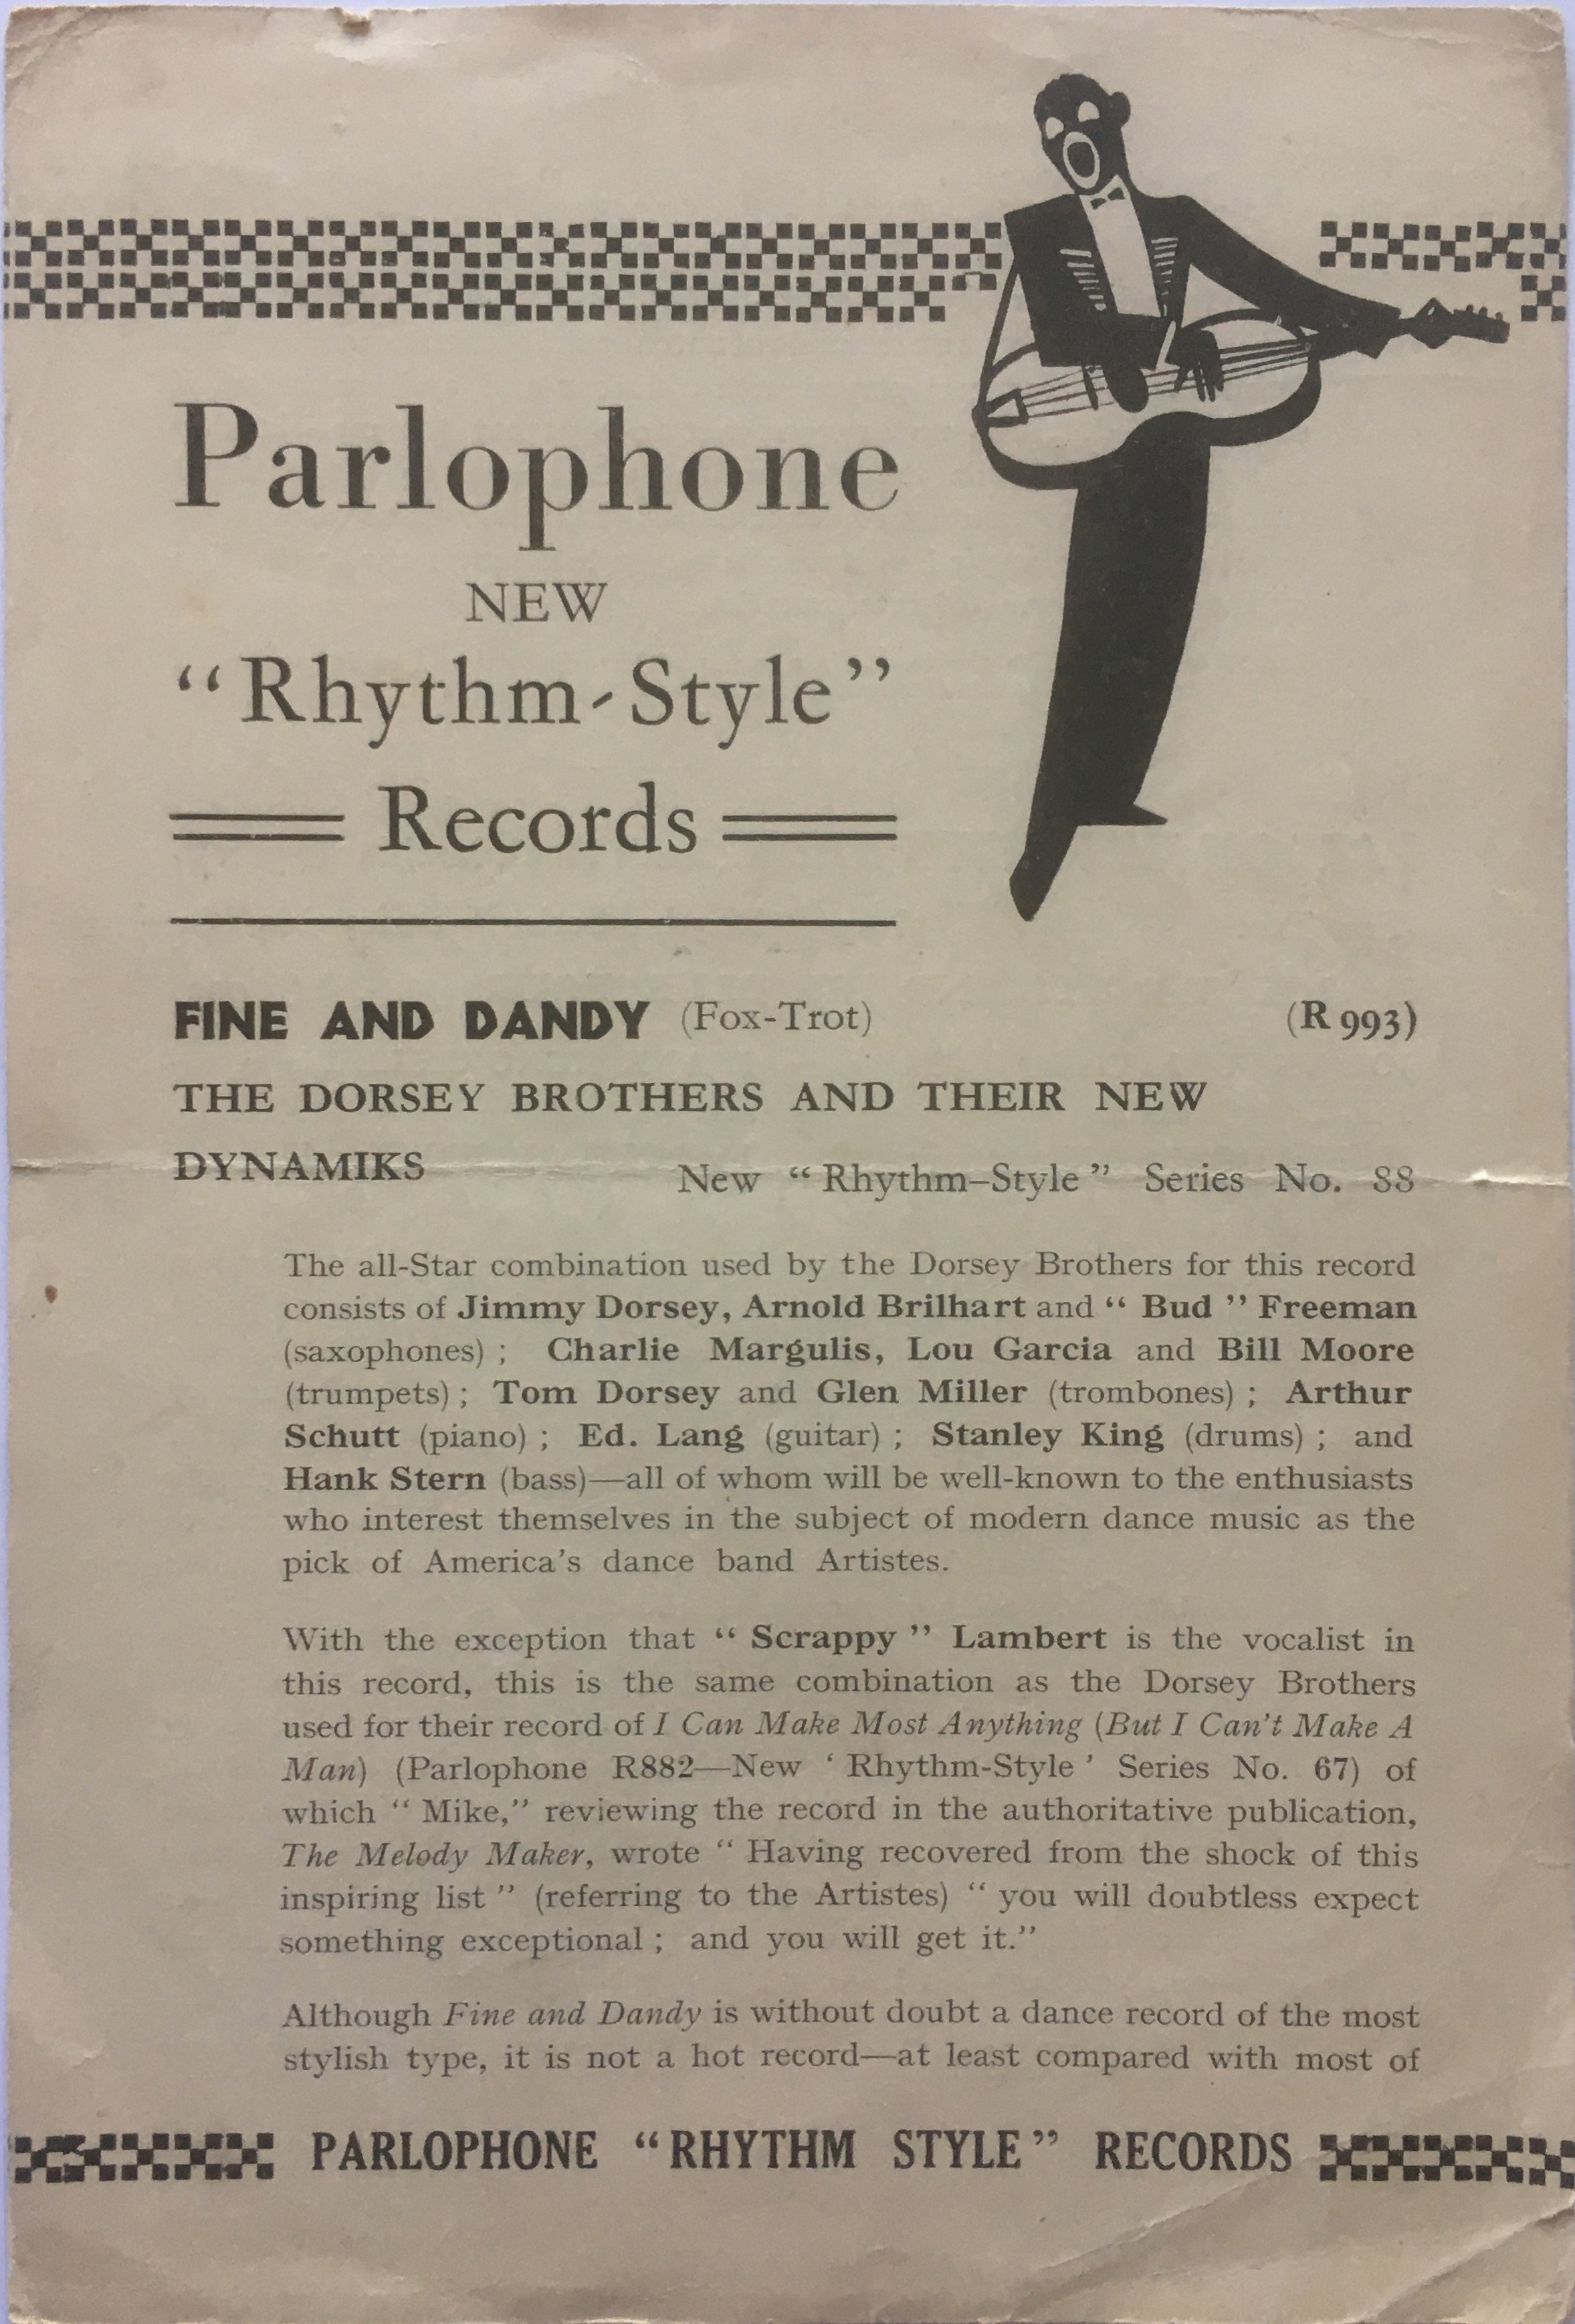 Parlophone
NEW
“Rhythm-Style”
Records
FINE AND DANDY (Fox-Trot) (R 993)
THE DORSEY BROTHERS AND THEIR NEW
DYNAMIKS New “Rhythm–Style” Series No. 88
The all-Star combination used by the Dorsey Brothers for this record
consists of Jimmy Dorsey, Arnold Brilhart and “ Bud ” Freeman
(saxophones) ; Charlie Margulis, Lou Garcia and Bill Moore
(trumpets) ; Tom Dorsey and Glen Miller (trombones) ; Arthur
Schutt (piano) ; Ed. Lang (guitar) ; Stanley King (drums) ; and
Hank Stern (bass)—all of whom will be well-known to the enthusiasts
who interest themselves in the subject of modern dance music as the
pick of America’s dance band Artistes.
With the exception that “ Scrappy ” Lambert is the vocalist in
this record, this is the same combination as the Dorsey Brothers
used for their record of I Can Make Most Anything (But I Can’t Make A
Man) (Parlophone R882—New ‘ Rhythm-Style ’ Series No. 67) of
which “ Mike,” reviewing the record in the authoritative publication,
The Melody Maker, wrote “ Having recovered from the shock of this
inspiring list ” (referring to the Artistes) “ you will doubtless expect
something exceptional ; and you will get it.”
Although Fine and Dandy is without doubt a dance record of the most
stylish type, it is not a hot record—at least compared with most of
PARLOPHONE “RHYTHM STYLE” RECORDS